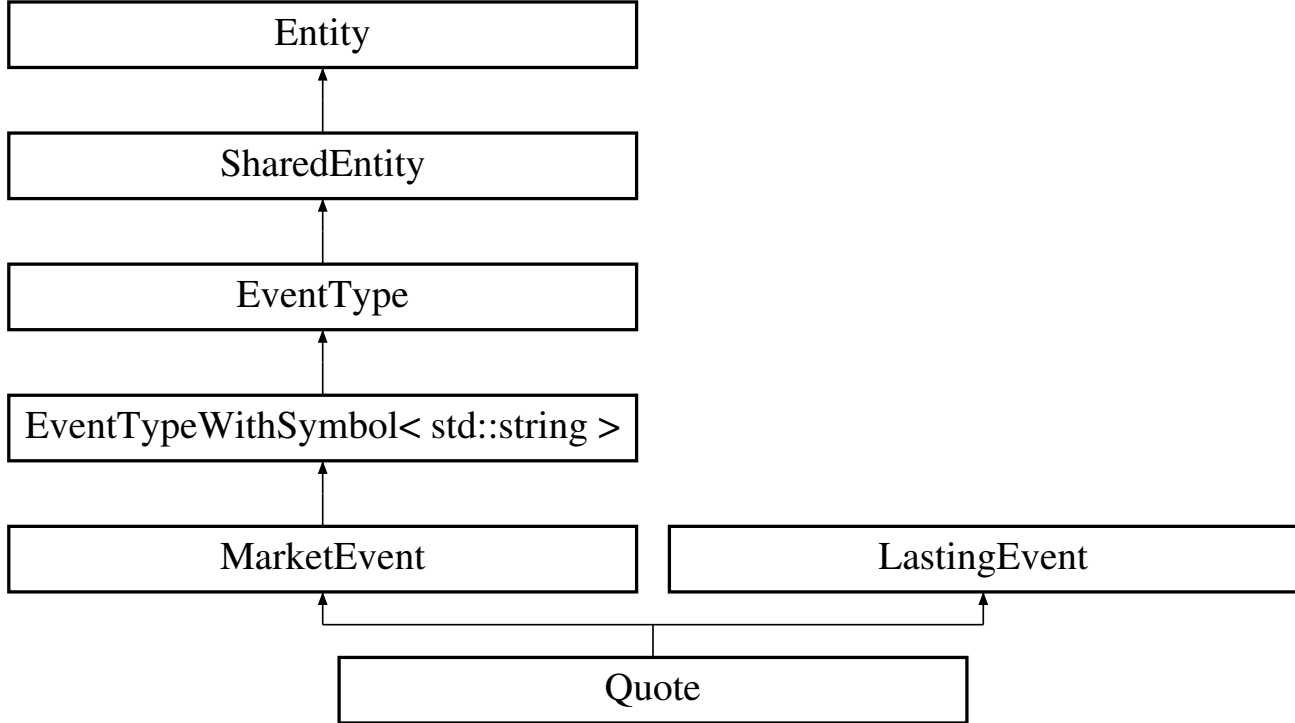 Entity
SharedEntity
EventType
EventTypeWithSymbol< std::string >
MarketEvent
LastingEvent
Quote